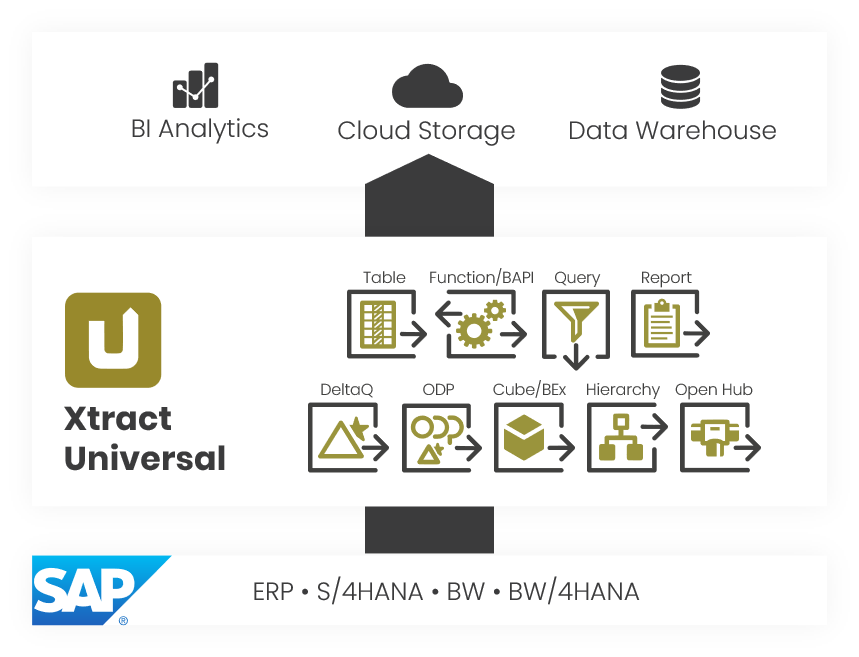 BI Analytics
Cloud Storage
Data Warehouse
Table
Function/BAPI
Query
Report
Xtract
Universal
DeltaQ
ODP
Cube/BEx
Hierarchy
Open Hub
SAP®
ERP • S/4HANA • BW • BW/4HANA